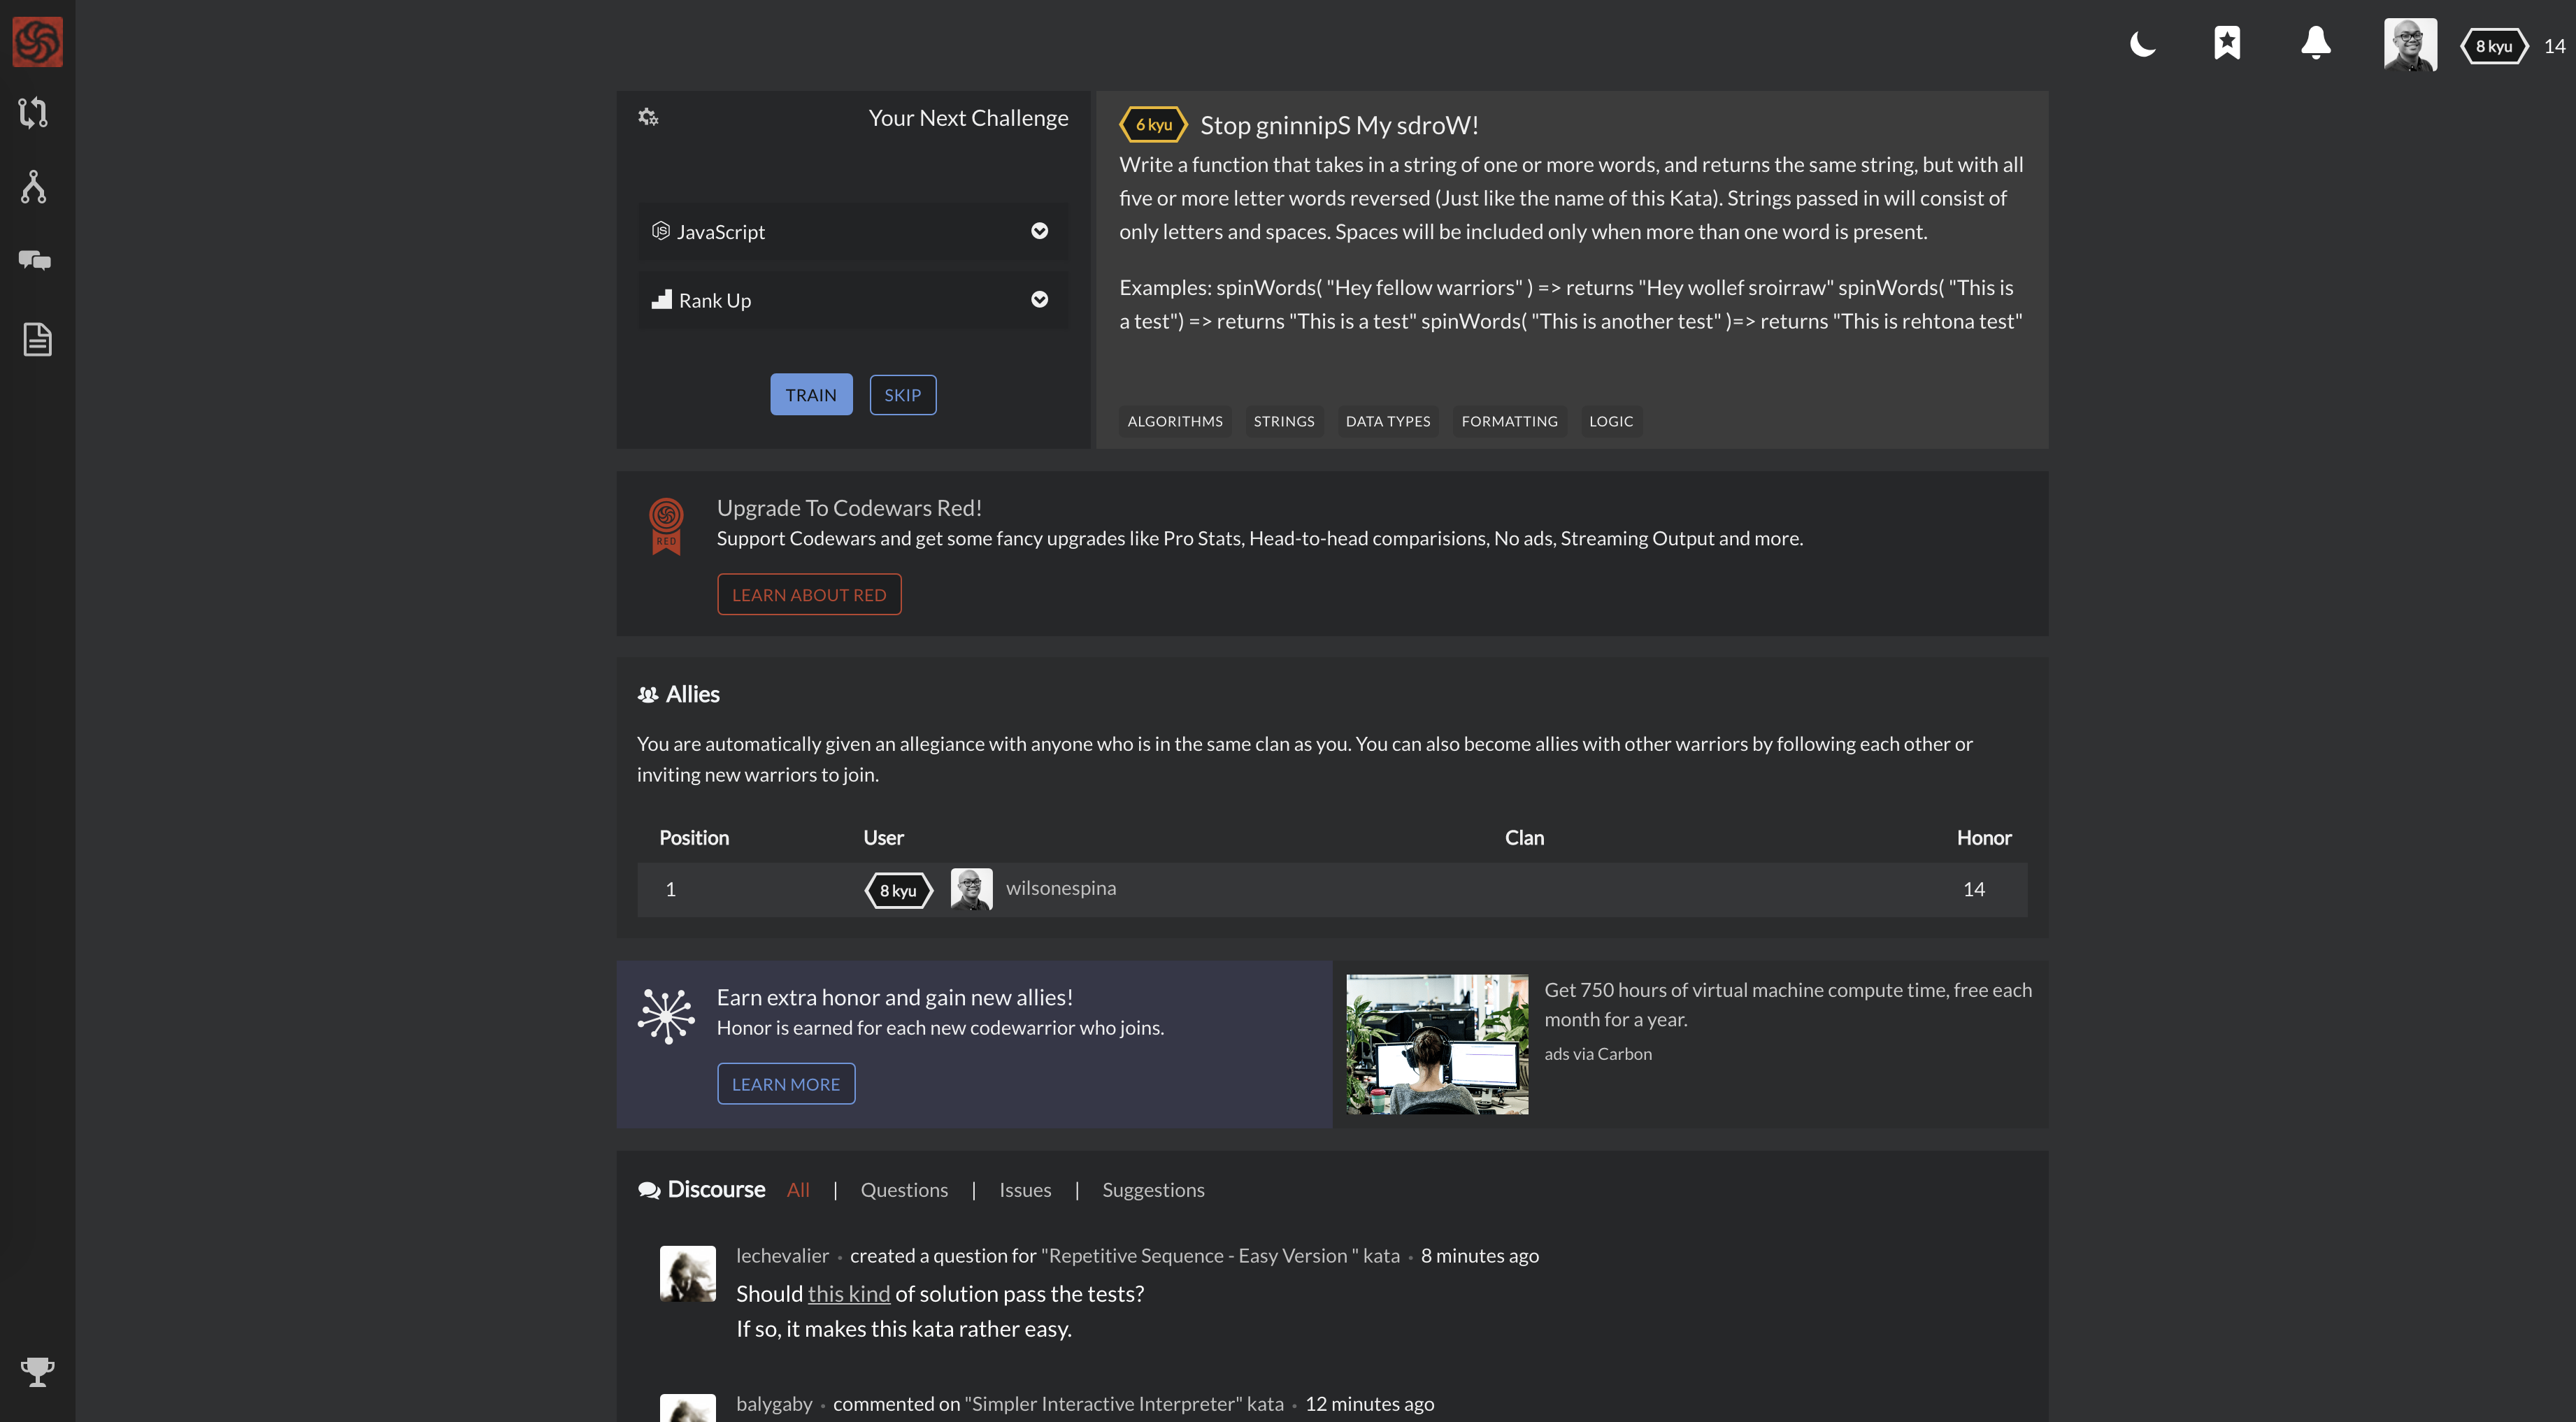 8 kyu 14
Your Next Challenge
JavaScript
Rank Up
TRAIN SKIP
6 kyu Stop gninnipS My sdroW!
Write a function that takes in a string of one or more words, and returns the same string, but with all
five or more letter words reversed (Just like the name of this Kata). Strings passed in will consist of
only letters and spaces. Spaces will be included only when more than one word is present.
Examples: spinWords( "Hey fellow warriors" ) => returns "Hey wollef sroirraw" spinWords( "This is
a test") => returns "This is a test" spinWords( "This is another test" )=> returns "This is rehtona test"
ALGORITHMS STRINGS DATA TYPES FORMATTING LOGIC
RED
Upgrade To Codewars Red!
Support Codewars and get some fancy upgrades like Pro Stats, Head-to-head comparisions, No ads, Streaming Output and more.
LEARN ABOUT RED
Allies
You are automatically given an allegiance with anyone who is in the same clan as you. You can also become allies with other warriors by following each other or
inviting new warriors to join.
Position User Clan Honor
1 8 kyu wilsonespina 14
Earn extra honor and gain new allies!
Honor is earned for each new codewarrior who joins.
LEARN MORE
Get 750 hours of virtual machine compute time, free each
month for a year.
ads via Carbon
Discourse All | Questions | Issues | Suggestions
lechevalier • created a question for "Repetitive Sequence - Easy Version " kata • 8 minutes ago
Should this kind of solution pass the tests?
If so, it makes this kata rather easy.
balygaby • commented on "Simpler Interactive Interpreter" kata • 12 minutes ago